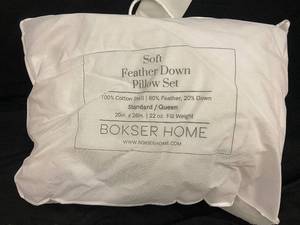 Soft
Feather Down
Pillow Set
100% Cotton Shell | 80% Feather, 20% Down
Standard / Queen
20in. x 26in. | 22 oz. Fill Weight
BOKSER HOME
WWW.BOKSERHOME.COM